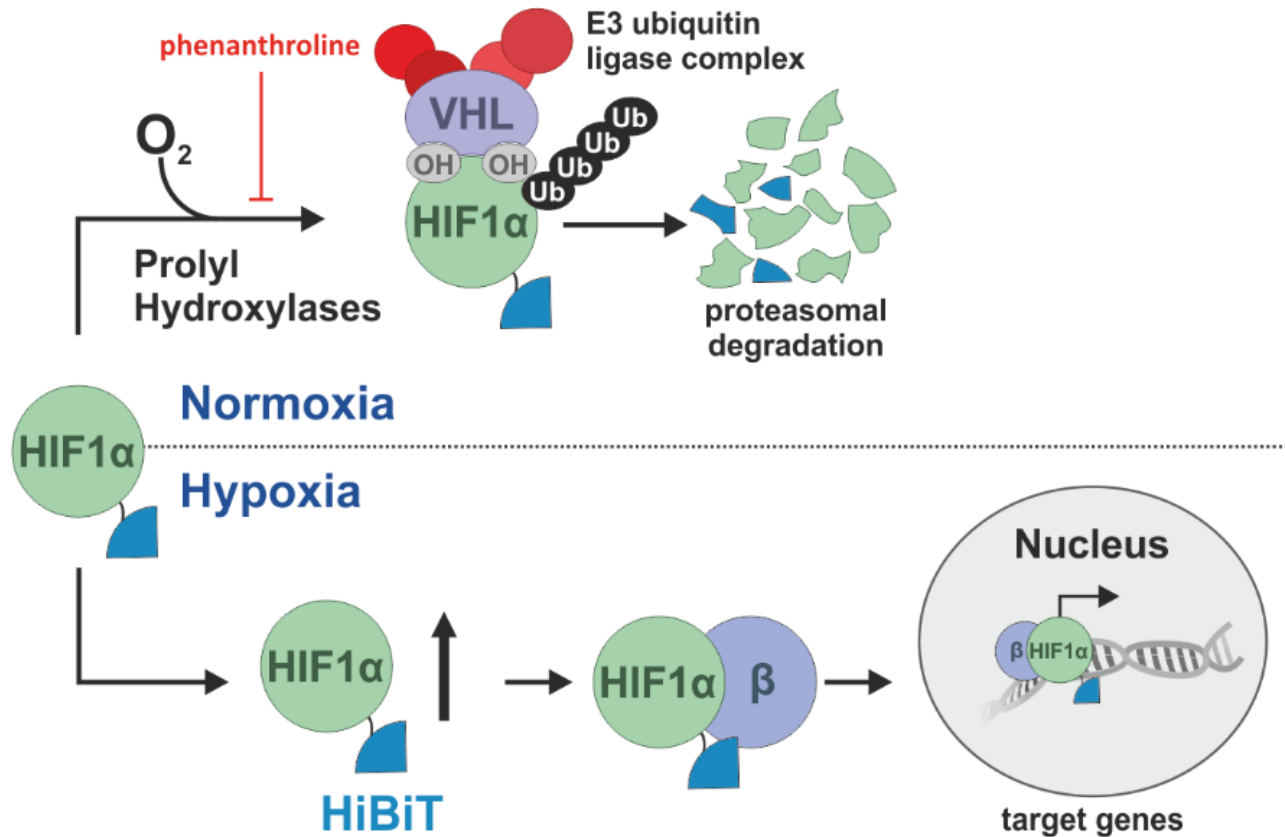 phenanthroline
E3 ubiquitin
ligase complex
O2
VHL
OH OH
Ub
Ub
Ub
Ub
HIF1α
Prolyl
Hydroxylases
proteasomal
degradation
Normoxia
HIF1α
Hypoxia
Nucleus
HIF1α
HIF1α β
β HIF1α
HiBiT
target genes